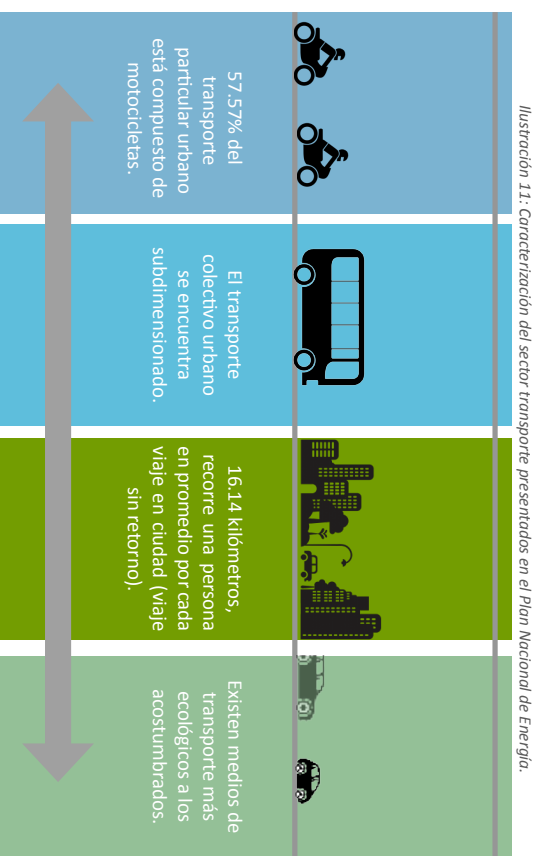 Ilustración 11: Caracterización del sector transporte presentados en el Plan Nacional de Energía.
57.57% del
transporte
particular urbano
está compuesto de
motocicletas.
El transporte
colectivo urbano
se encuentra
subdimensionado.
16.14 kilómetros,
recorre una persona
en promedio por cada
viaje en ciudad (viaje
sin retorno).
Existen medios de
transporte más
ecológicos a los
acostumbrados.